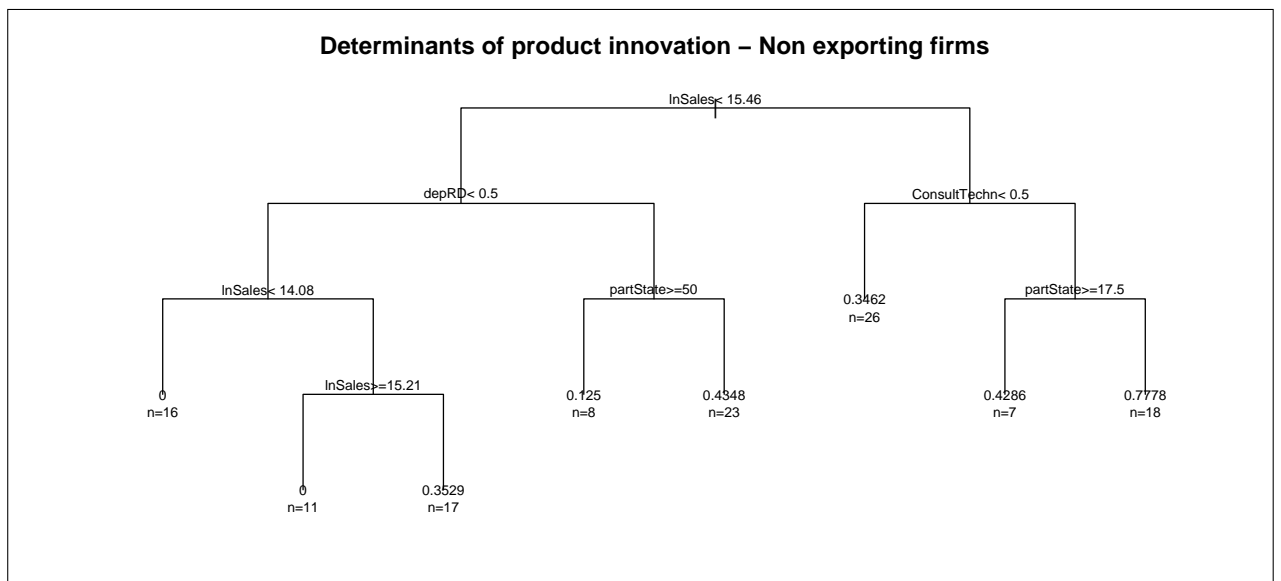 Determinants of product innovation – Non exporting firms
lnSales< 15.46
depRD< 0.5
ConsultTechn< 0.5
lnSales< 14.08
partState>=50
0.3462
n=26
partState>=17.5
0
n=16
lnSales>=15.21
0.125
n=8
0.4348
n=23
0.4286
n=7
0.7778
n=18
0
n=11
0.3529
n=17